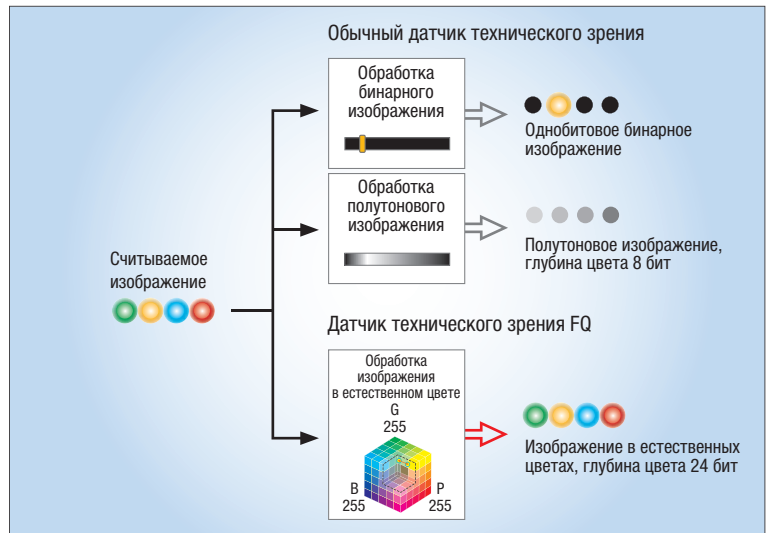 Обычный датчик технического зрения
Обработка
бинарного
изображения
Однобитовое бинарное
изображение
Обработка
полутонового
изображения
Полутоновое изображение,
глубина цвета 8 бит
Считываемое
изображение
Датчик технического зрения FQ
Обработка
изображения
в естественном цвете
G
255
B
255
P
255
Изображение в естественных
цветах, глубина цвета 24 бит